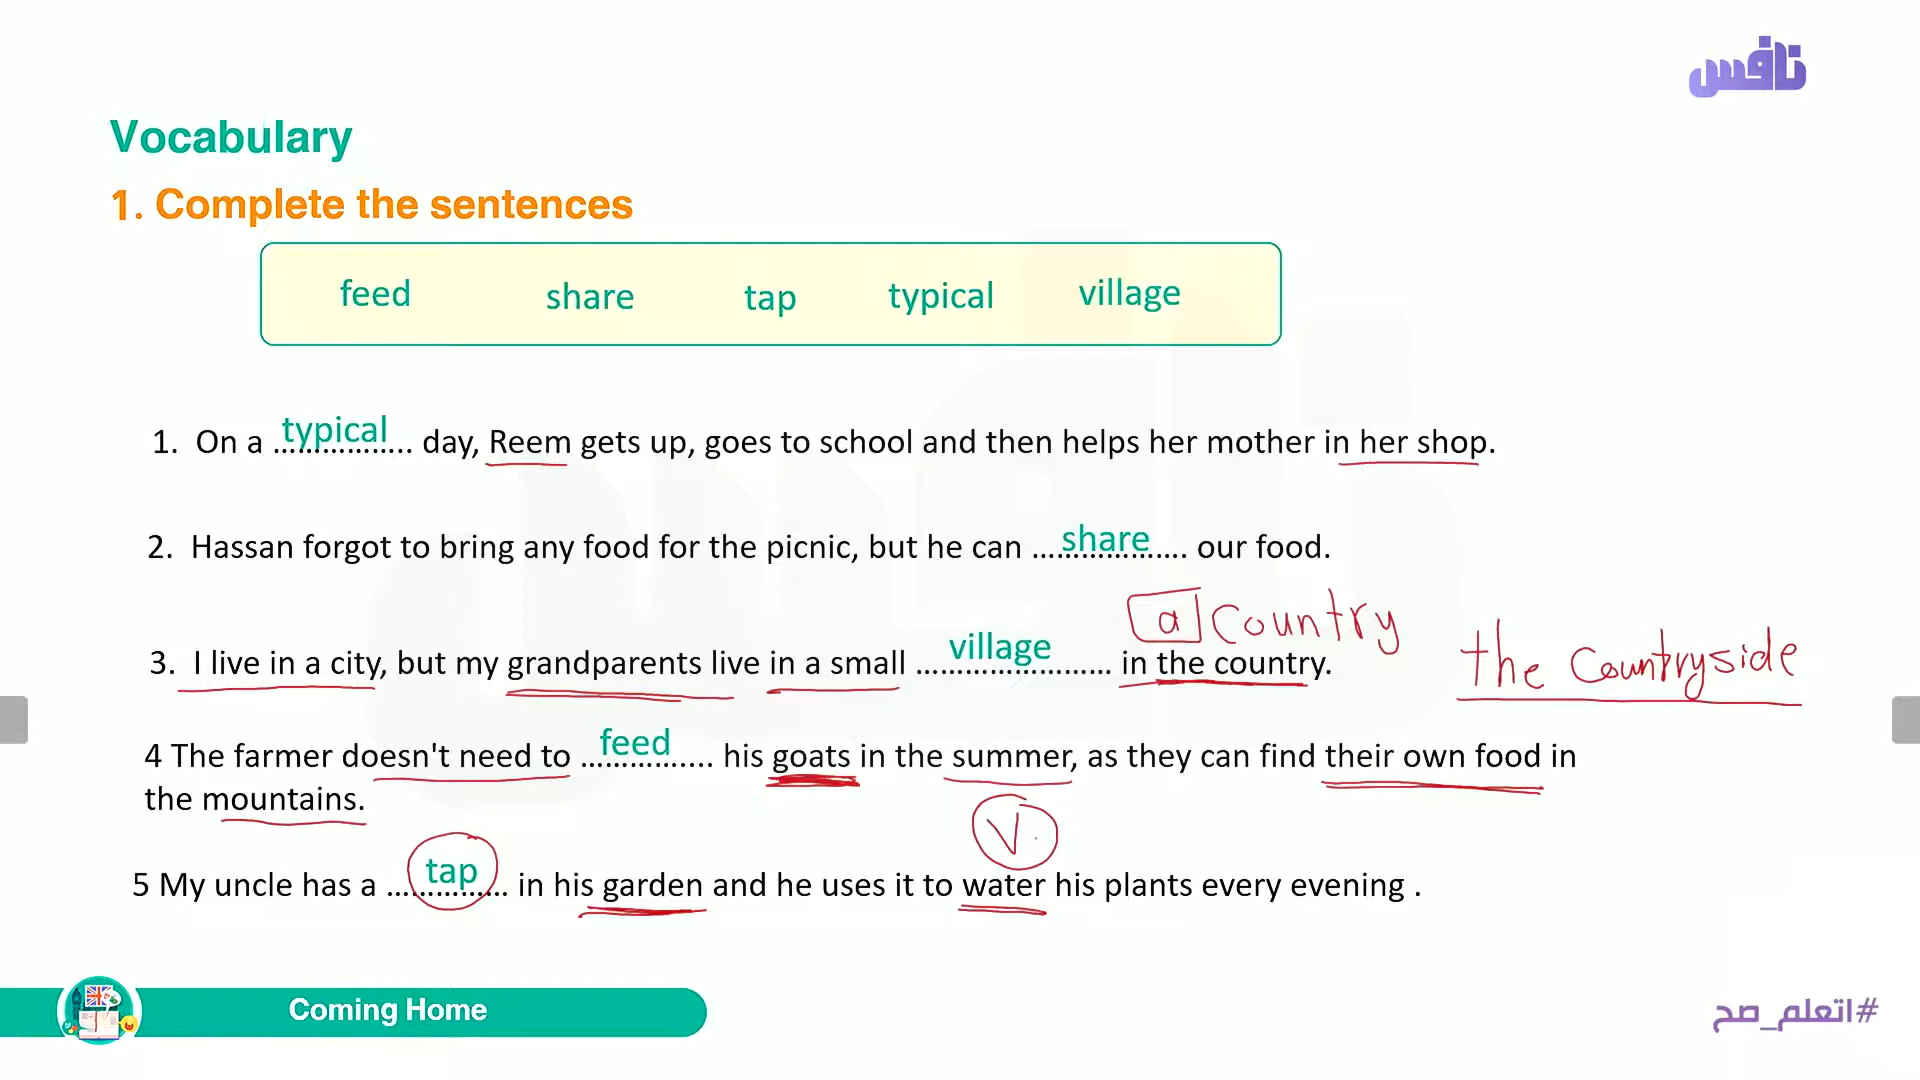 نافس
Vocabulary
1. Complete the sentences
feed share tap typical village
1. On a typical day, Reem gets up, goes to school and then helps her mother in her shop.
2. Hassan forgot to bring any food for the picnic, but he can share our food.
a Country
3. I live in a city, but my grandparents live in a small village in the country.
the Countryside
4 The farmer doesn't need to feed his goats in the summer, as they can find their own food in
the mountains.
V
5 My uncle has a tap in his garden and he uses it to water his plants every evening .
Coming Home
#اتعلم_صح